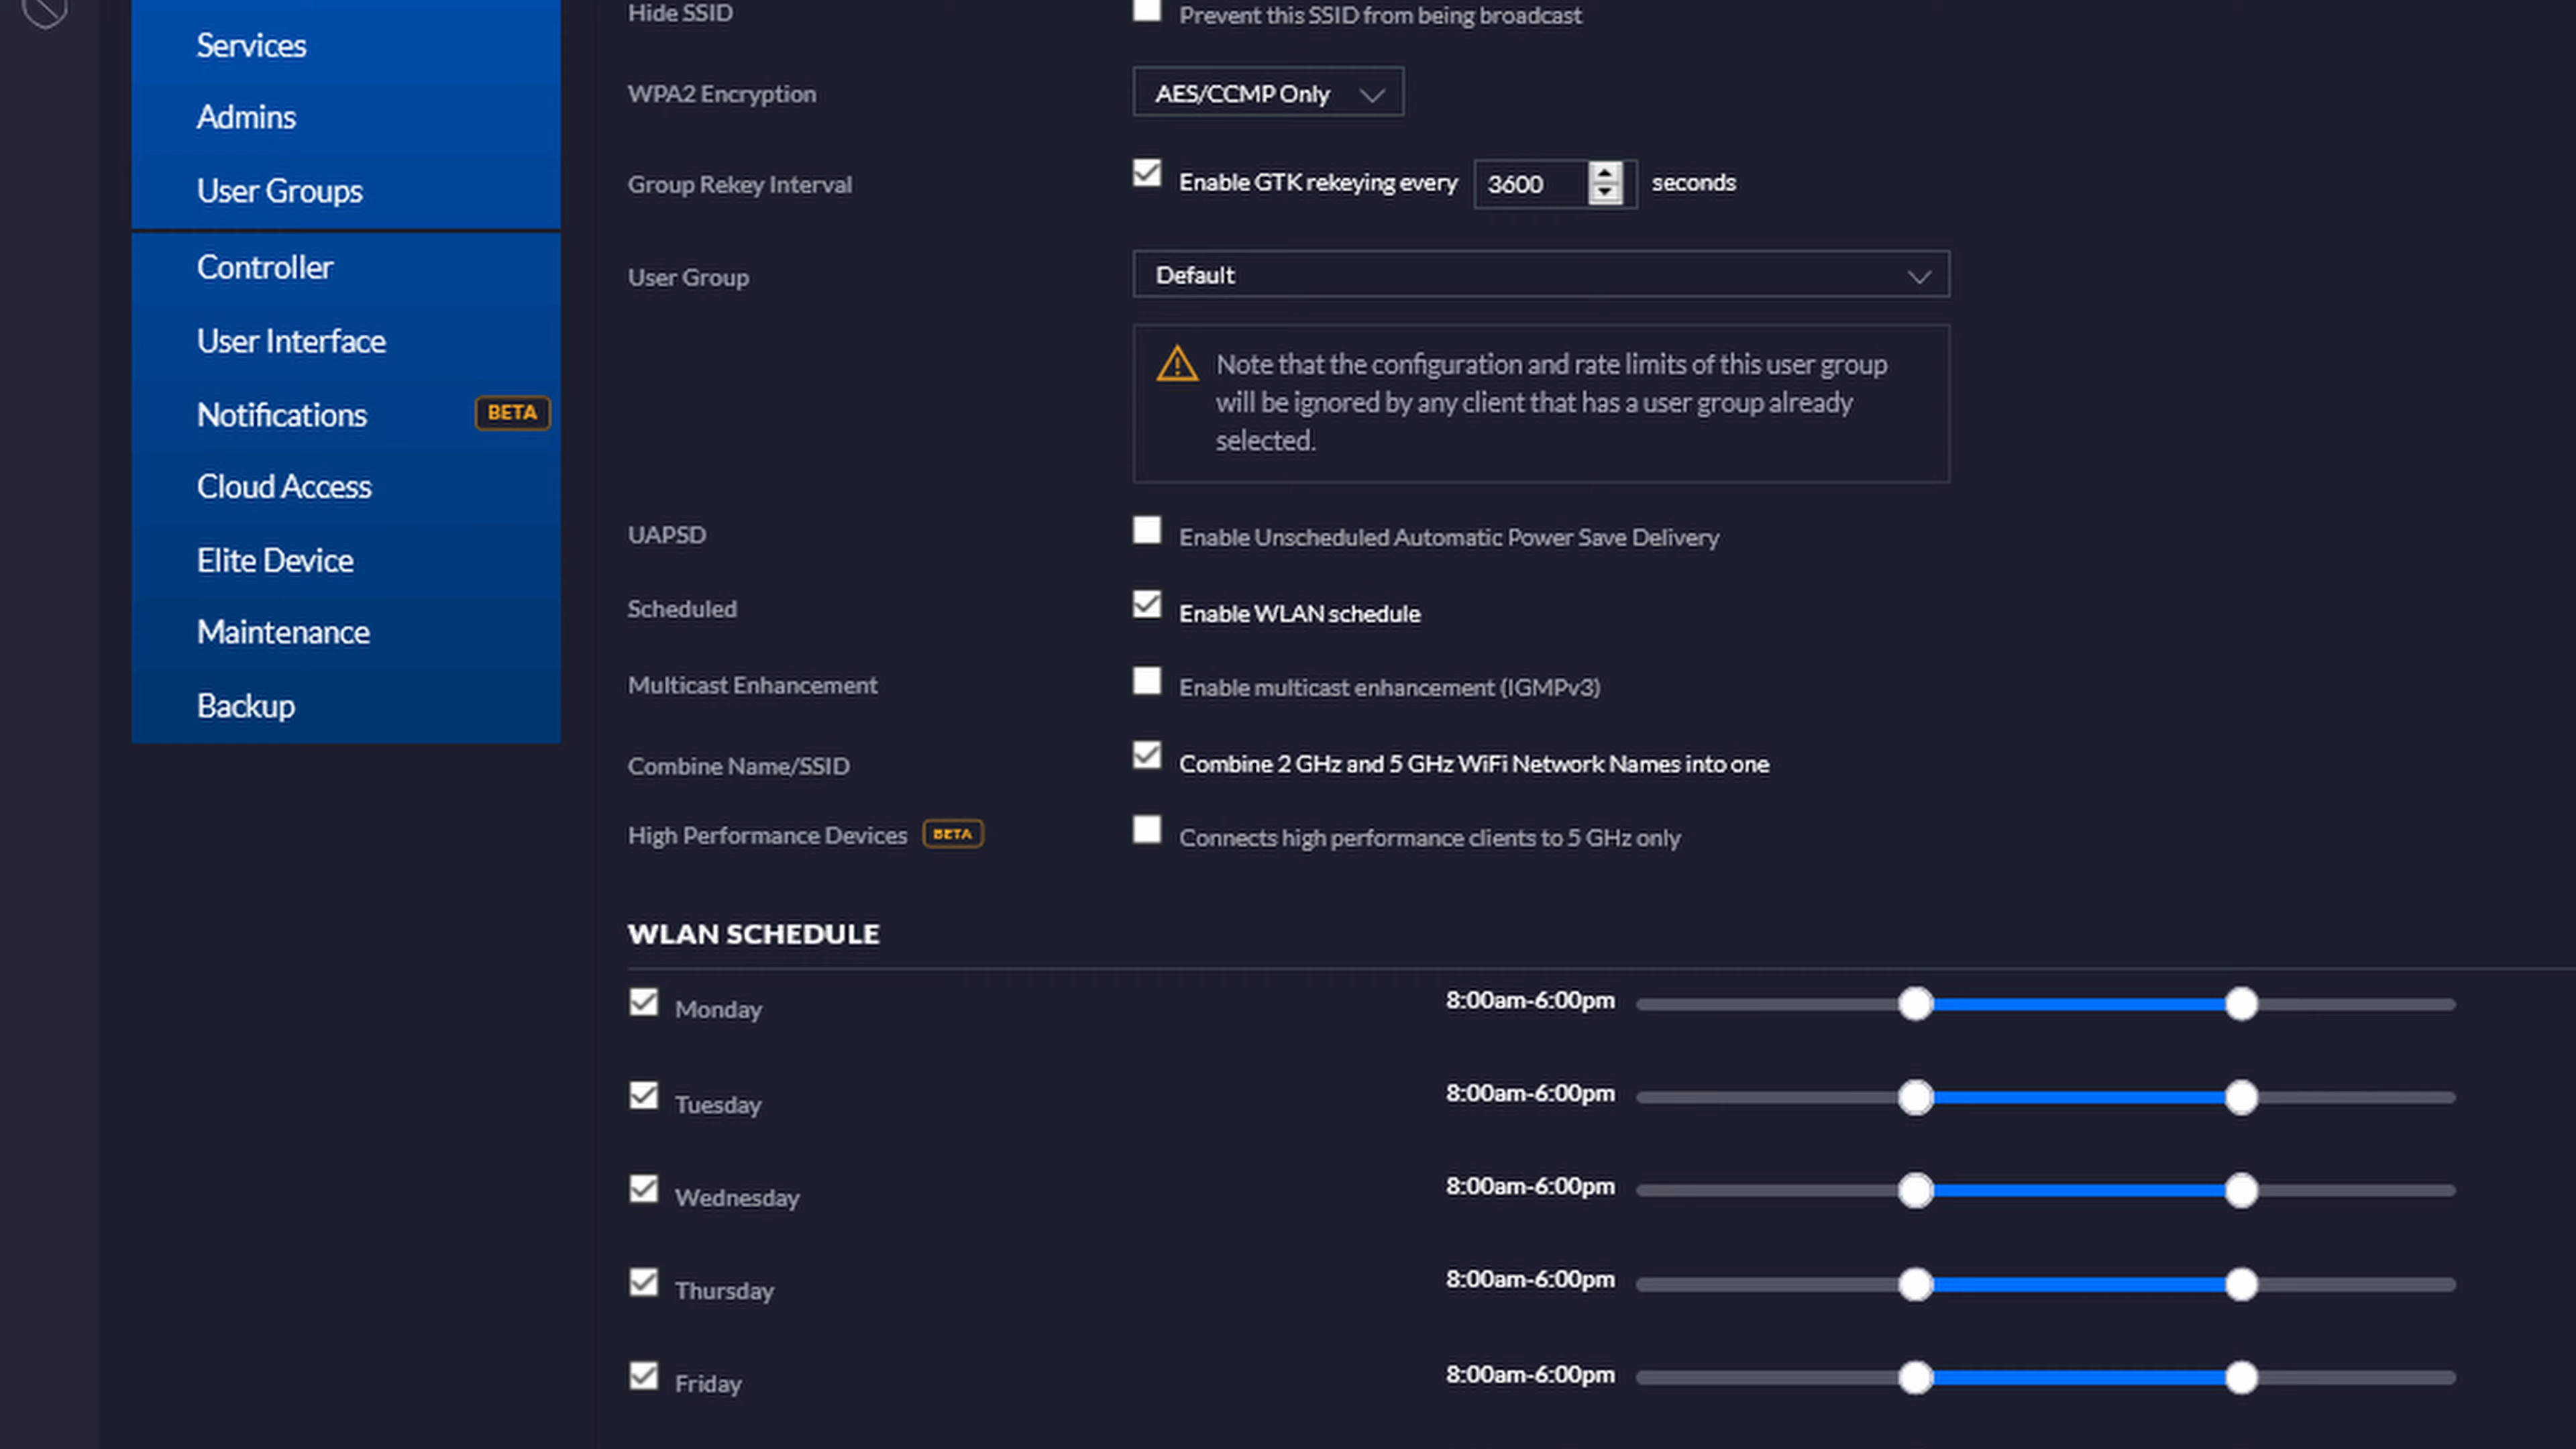 Services
Admins
User Groups
Controller
User Interface
Notifications BETA
Cloud Access
Elite Device
Maintenance
Backup
Hide SSID Prevent this SSID from being broadcast
WPA2 Encryption AES/CCMP Only
Group Rekey Interval Enable GTK rekeying every 3600 seconds
User Group Default
Note that the configuration and rate limits of this user group
will be ignored by any client that has a user group already
selected.
UAPSD Enable Unscheduled Automatic Power Save Delivery
Scheduled Enable WLAN schedule
Multicast Enhancement Enable multicast enhancement (IGMPv3)
Combine Name/SSID Combine 2 GHz and 5 GHz WiFi Network Names into one
High Performance Devices BETA Connects high performance clients to 5 GHz only
WLAN SCHEDULE
Monday 8:00am-6:00pm
Tuesday 8:00am-6:00pm
Wednesday 8:00am-6:00pm
Thursday 8:00am-6:00pm
Friday 8:00am-6:00pm